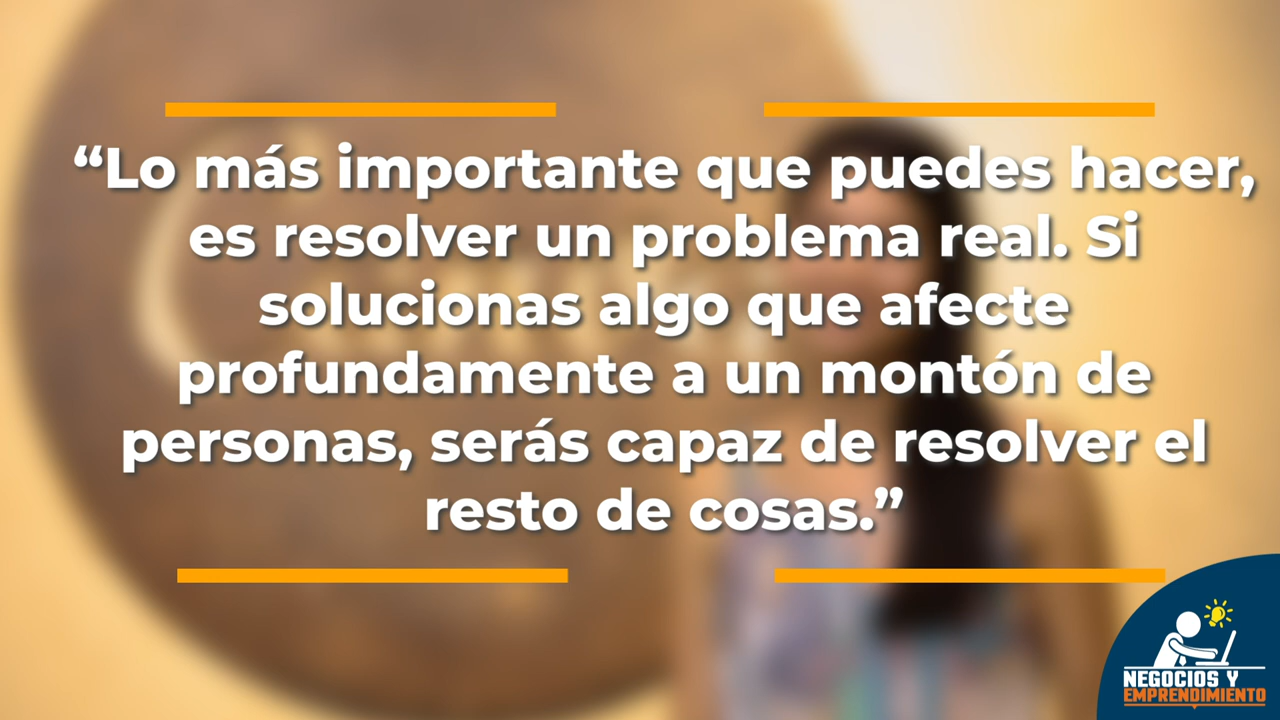 “Lo más importante que puedes hacer,
es resolver un problema real. Si
solucionas algo que afecte
profundamente a un montón de
personas, serás capaz de resolver el
resto de cosas.”
NEGOCIOS Y
EMPRENDIMIENTO